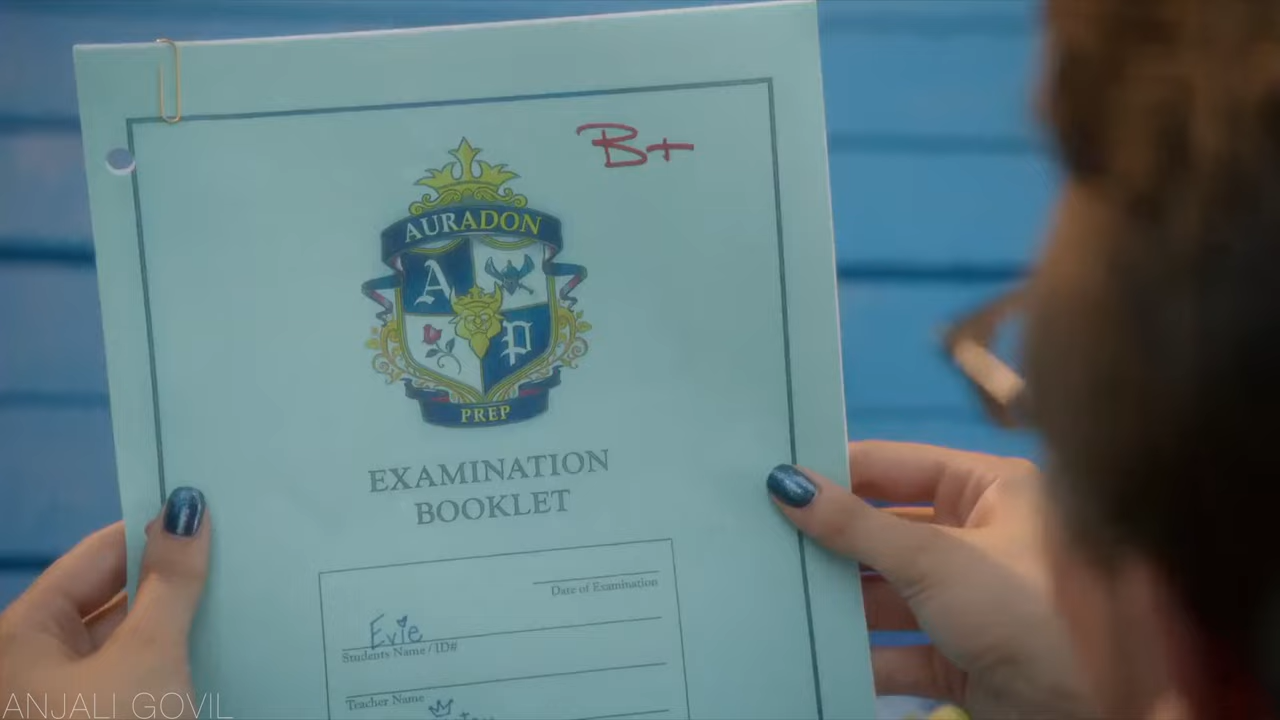 B+
AURADON
A
P
PREP
EXAMINATION
BOOKLET
Date of Examination
Evie
Students Name / ID#
Teacher Name
ANJALI GOVIL